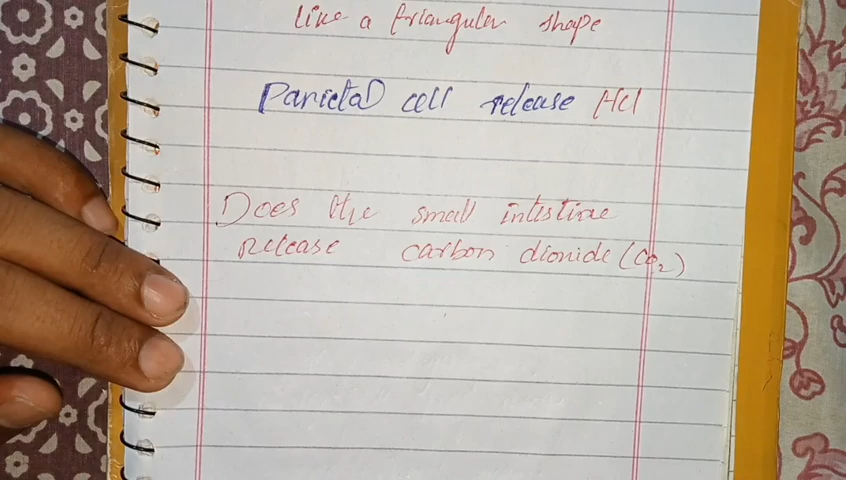 like a triangular shape
Parietal cell release Hcl
Does the small intestine
release carbon dioxide (CO₂)